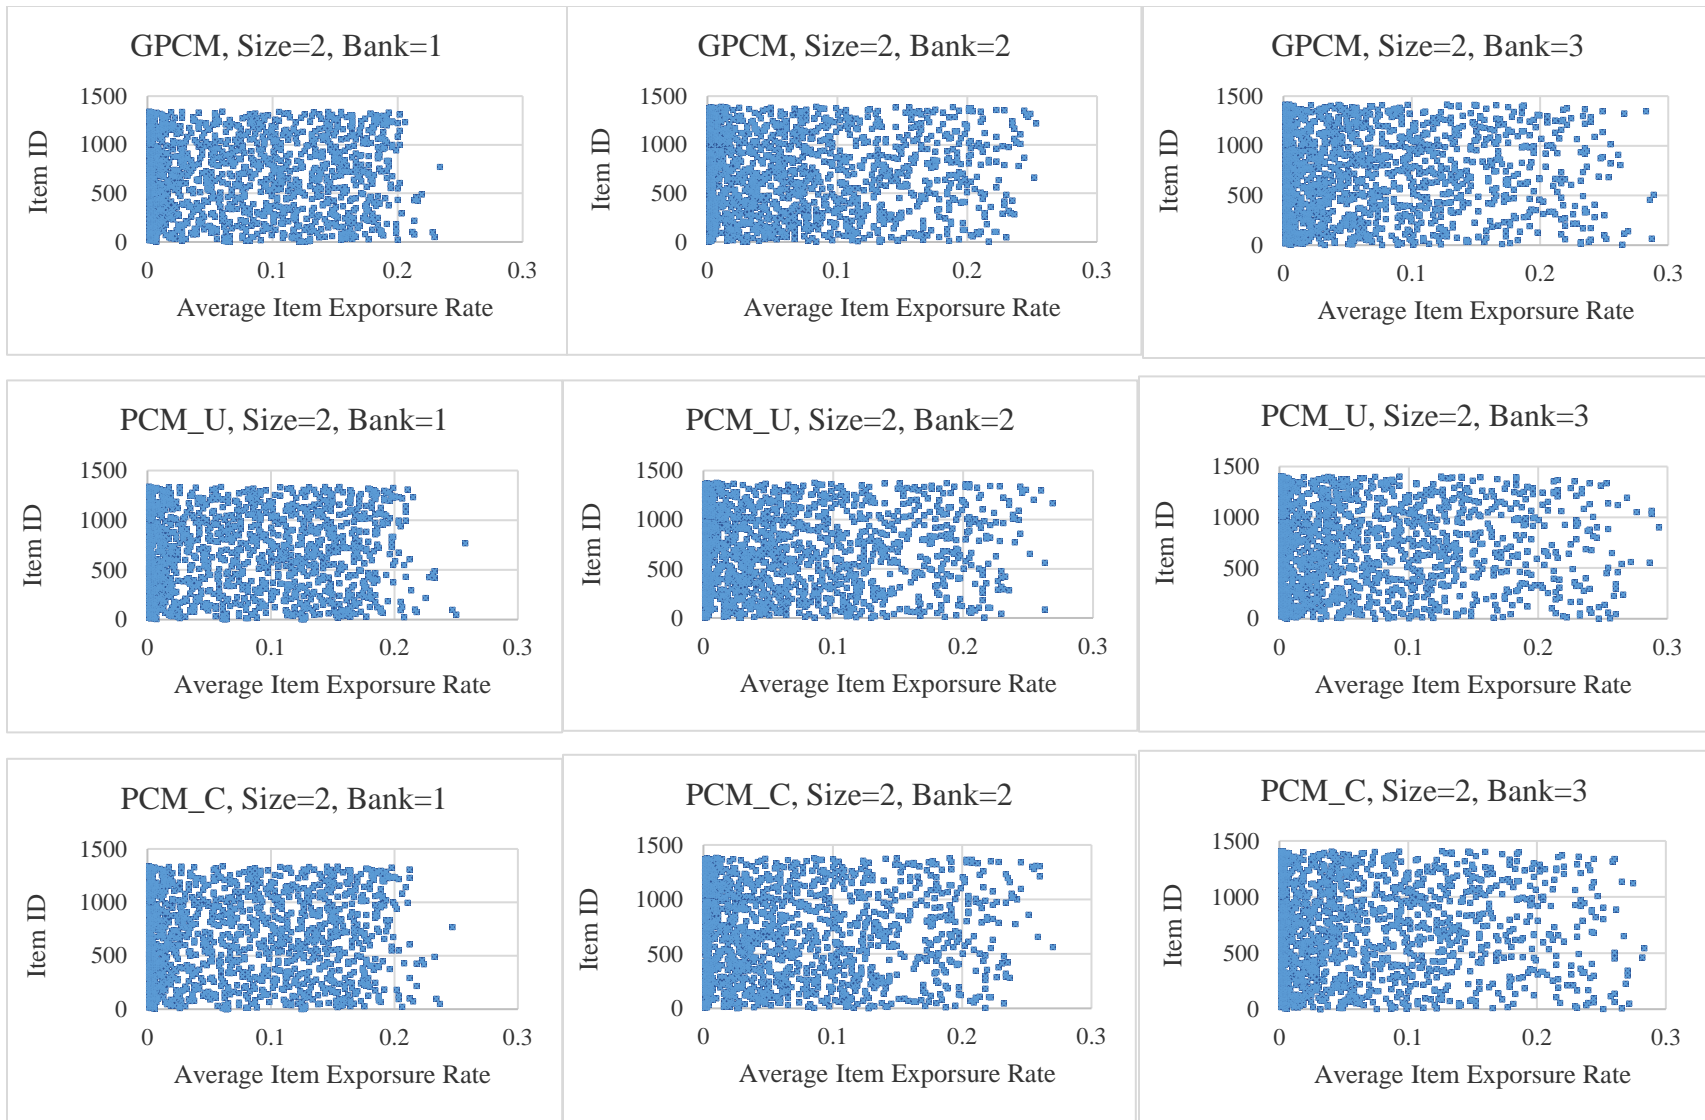 GPCM, Size=2, Bank=1
1500
1000
500
0
0 0.1 0.2 0.3
Item ID
Average Item Exporsure Rate
GPCM, Size=2, Bank=2
1500
1000
500
0
0 0.1 0.2 0.3
Item ID
Average Item Exporsure Rate
GPCM, Size=2, Bank=3
1500
1000
500
0
0 0.1 0.2 0.3
Item ID
Average Item Exporsure Rate
PCM_U, Size=2, Bank=1
1500
1000
500
0
0 0.1 0.2 0.3
Item ID
Average Item Exporsure Rate
PCM_U, Size=2, Bank=2
1500
1000
500
0
0 0.1 0.2 0.3
Item ID
Average Item Exporsure Rate
PCM_U, Size=2, Bank=3
1500
1000
500
0
0 0.1 0.2 0.3
Item ID
Average Item Exporsure Rate
PCM_C, Size=2, Bank=1
1500
1000
500
0
0 0.1 0.2 0.3
Item ID
Average Item Exporsure Rate
PCM_C, Size=2, Bank=2
1500
1000
500
0
0 0.1 0.2 0.3
Item ID
Average Item Exporsure Rate
PCM_C, Size=2, Bank=3
1500
1000
500
0
0 0.1 0.2 0.3
Item ID
Average Item Exporsure Rate